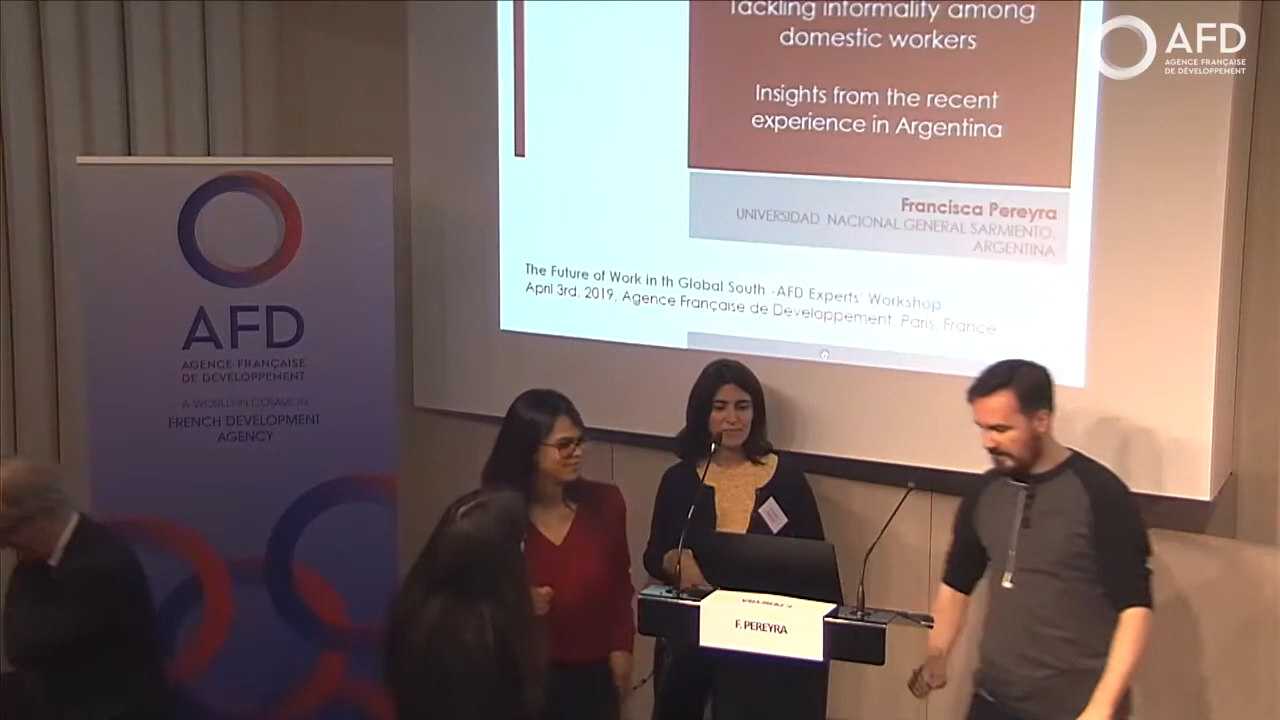 Tackling informality among
domestic workers
Insights from the recent
experience in Argentina
Francisca Pereyra
UNIVERSIDAD NACIONAL GENERAL SARMIENTO,
ARGENTINA
The Future of Work in th Global South -AFD Experts' Workshop
April 3rd, 2019, Agence Française de Developpement, Paris, France
AFD
AGENCE FRANÇAISE
DE DÉVELOPPEMENT
AFD
AGENCE FRANÇAISE
DE DÉVELOPPEMENT
A WORLD IN COMMON
FRENCH DEVELOPMENT
AGENCY
F. PEREYRA